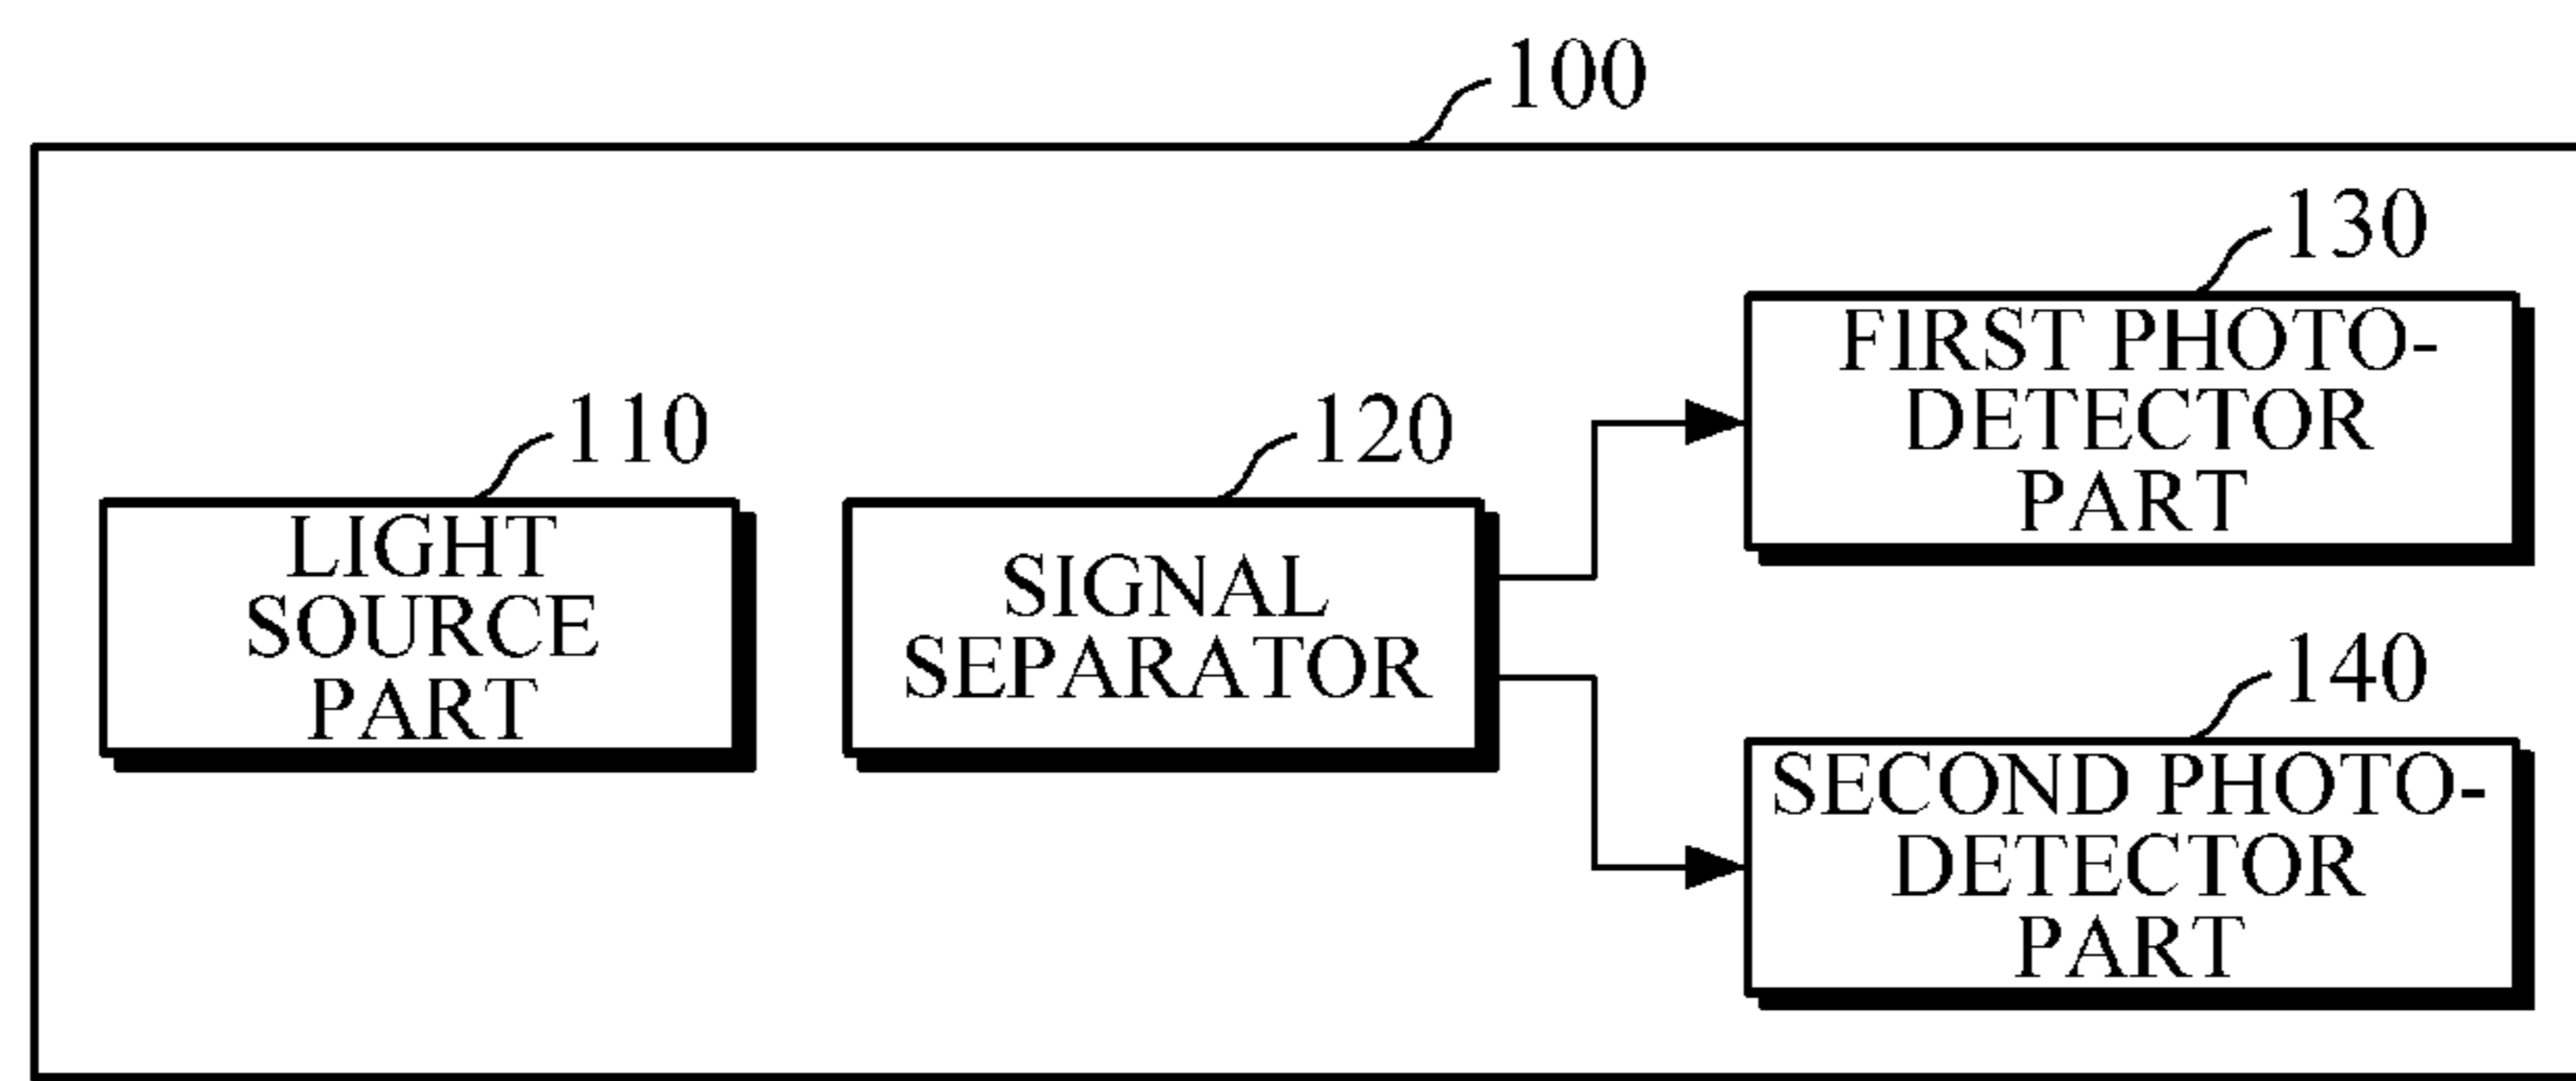 100
130
FIRST PHOTO-
DETECTOR
PART
110
LIGHT
SOURCE
PART
120
SIGNAL
SEPARATOR
140
SECOND PHOTO-
DETECTOR
PART